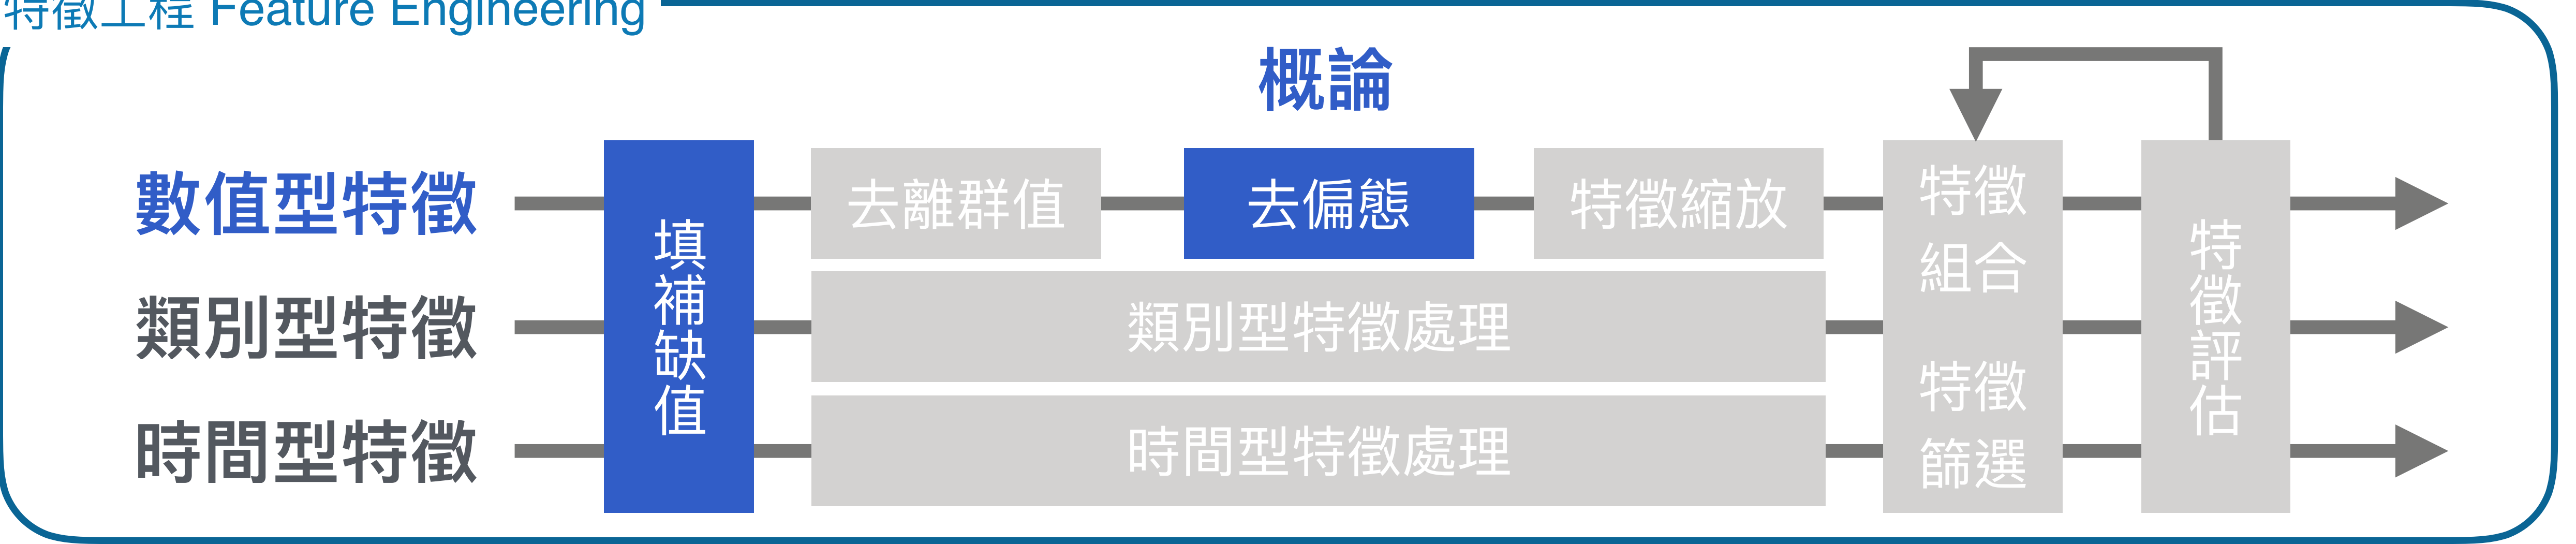 特徵工程 Feature Engineering
概論
數值型特徵
類別型特徵
時間型特徵
填補缺值
去離群值
去偏態
特徵縮放
類別型特徵處理
時間型特徵處理
特徵
組合
特徵
篩選
特徵評估